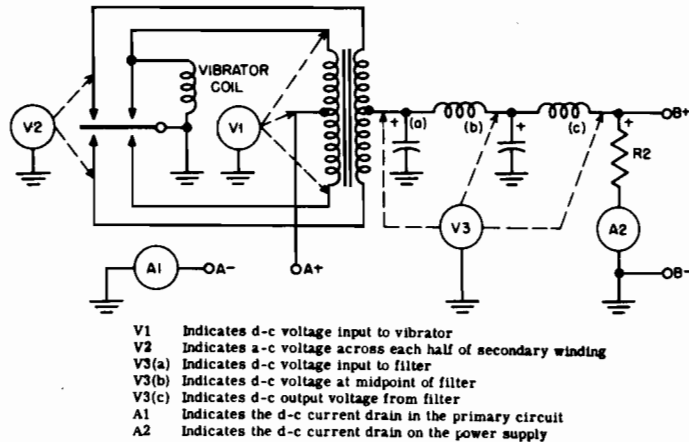 VIBRATOR
COIL
V2
V1
+
(a)
(b)
+
(c)
+
B+
R2
V3
A2
A1
A-
A+
B-
V1 Indicates d-c voltage input to vibrator
V2 Indicates a-c voltage across each half of secondary winding
V3(a) Indicates d-c voltage input to filter
V3(b) Indicates d-c voltage at midpoint of filter
V3(c) Indicates d-c output voltage from filter
A1 Indicates the d-c current drain in the primary circuit
A2 Indicates the d-c current drain on the power supply